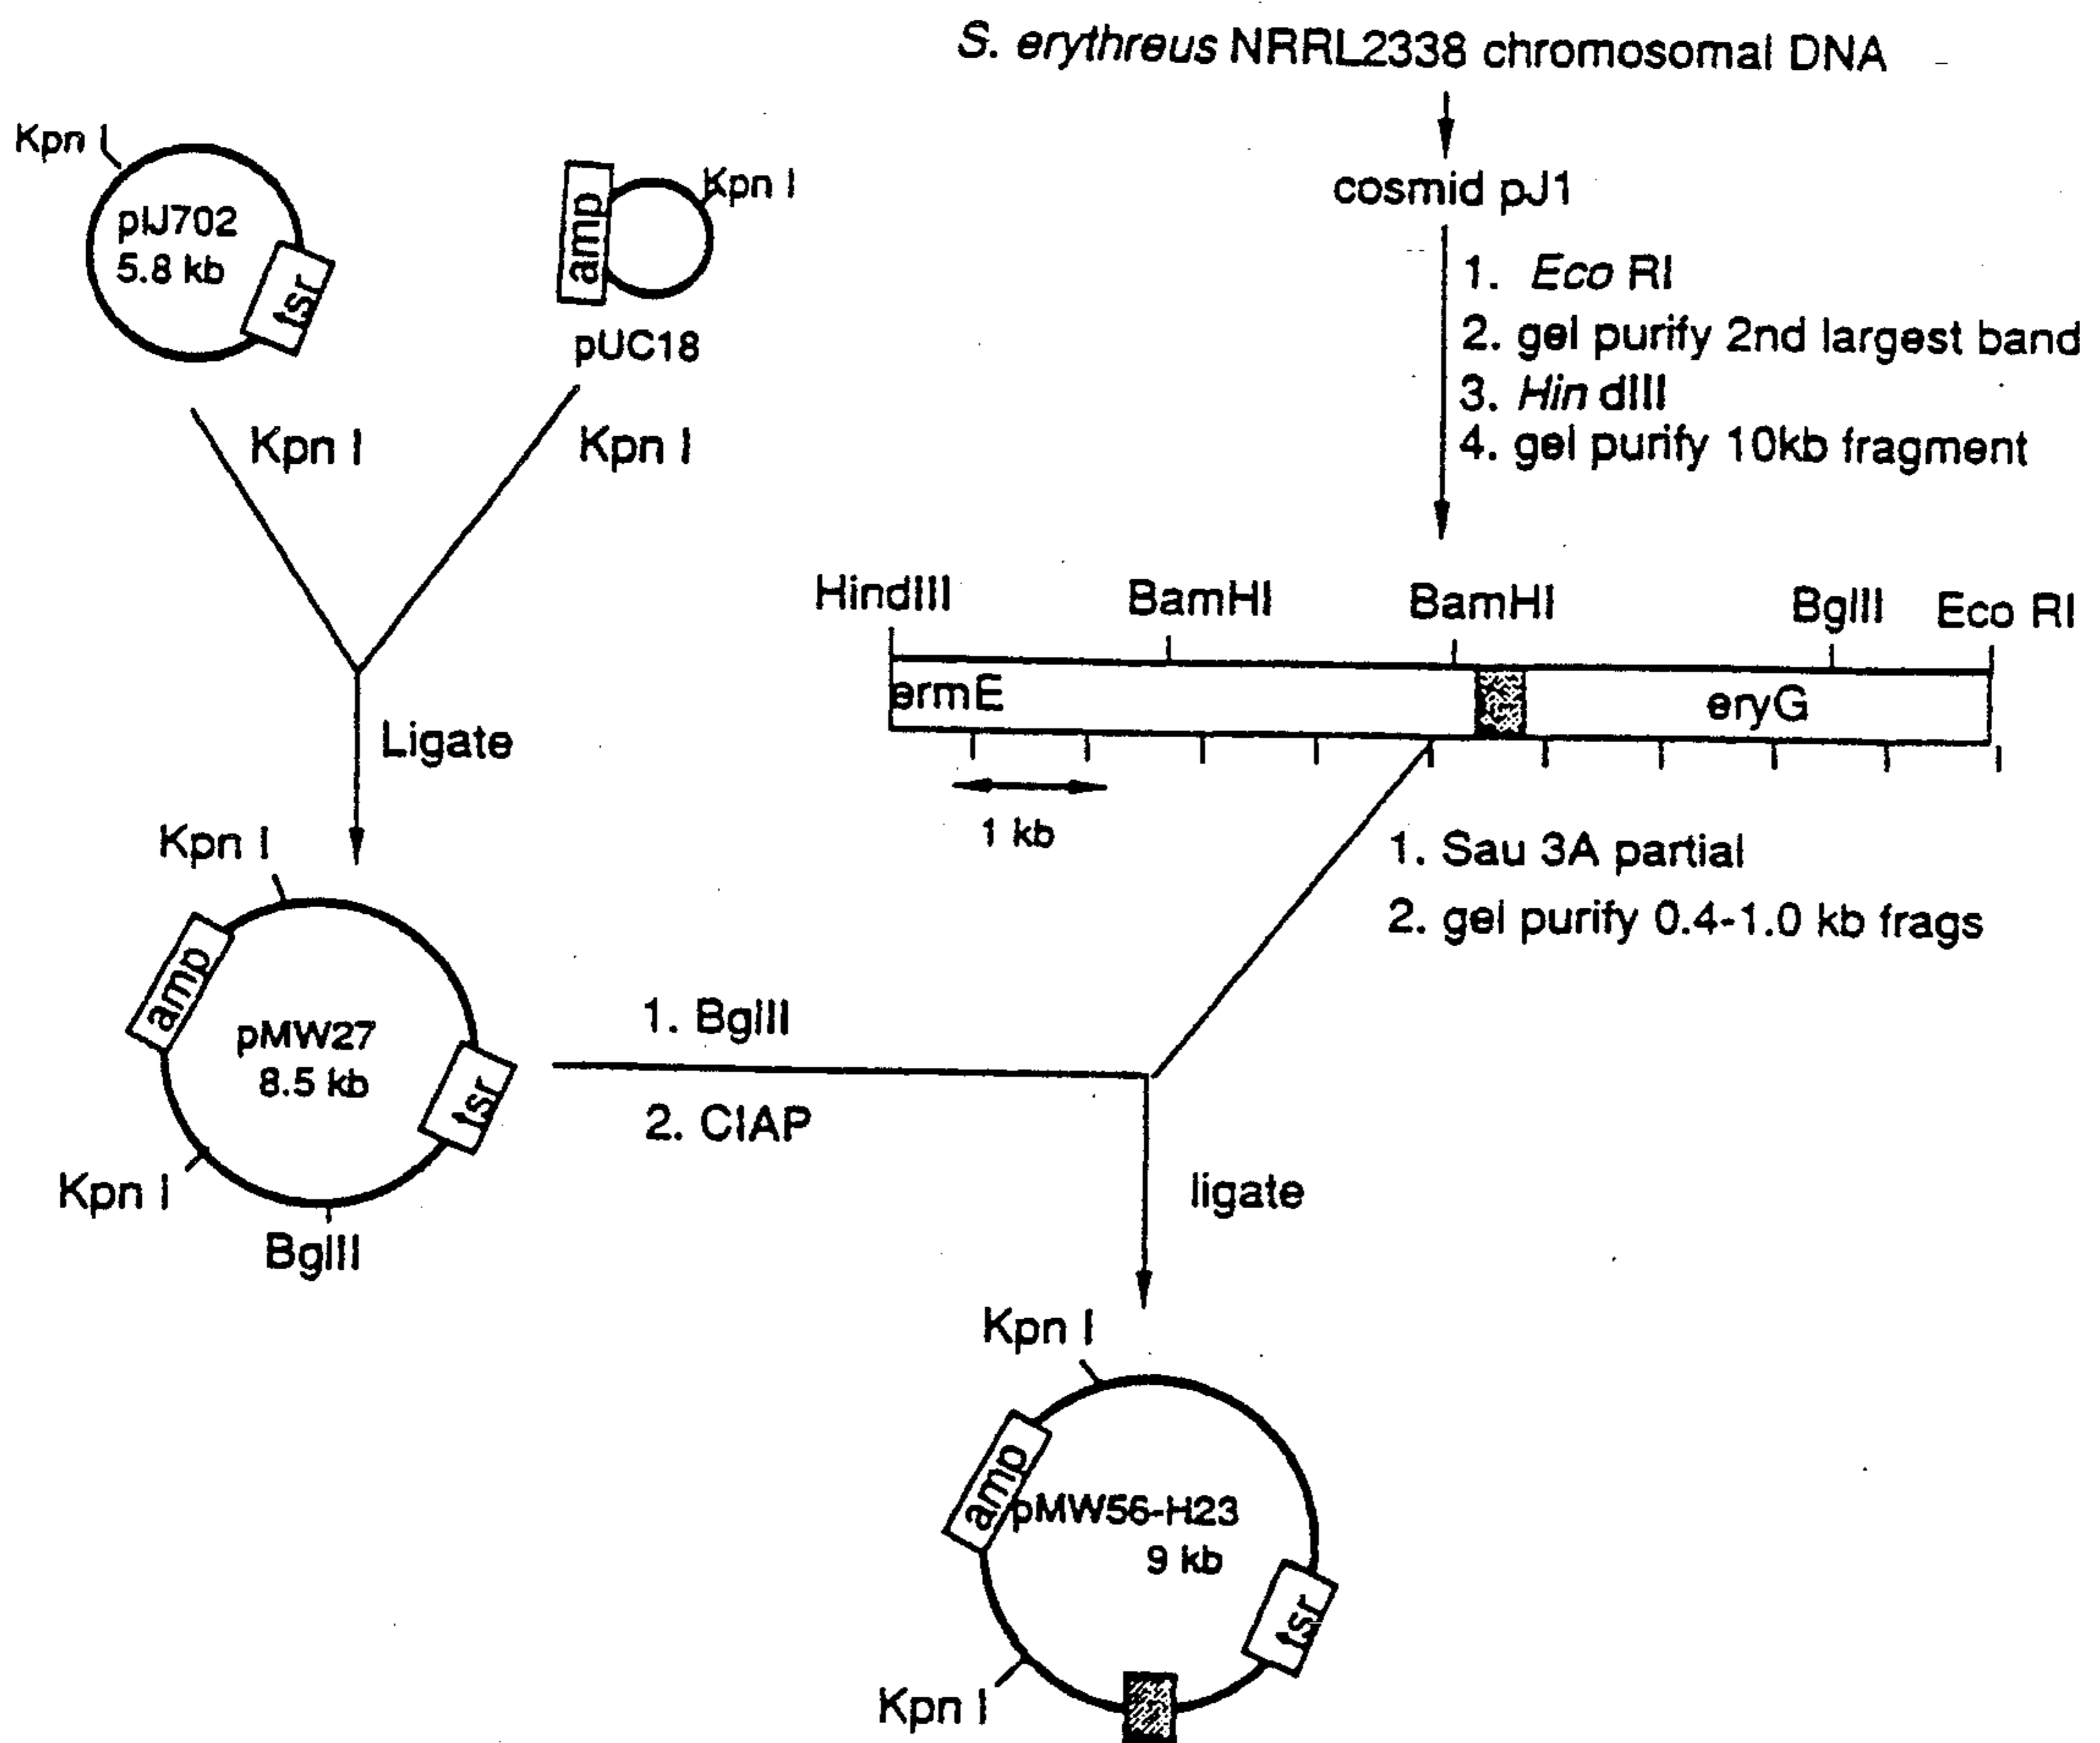 S. erythreus NRRL2338 chromosomal DNA
Kpn I
pIJ702
5.8 kb
tsr
amp
Kpn I
pUC18
cosmid pJ1
1. Eco RI
2. gel purify 2nd largest band
3. Hin dIII
4. gel purify 10kb fragment
Kpn I
Kpn I
Ligate
HindIII
BamHI
BamHI
BglII
Eco RI
ermE
eryG
1 kb
1. Sau 3A partial
2. gel purify 0.4-1.0 kb frags
Kpn I
amp
pMW27
8.5 kb
tsr
Kpn I
BglII
1. BglII
2. CIAP
ligate
Kpn I
amp
pMW56-H23
9 kb
tsr
Kpn I